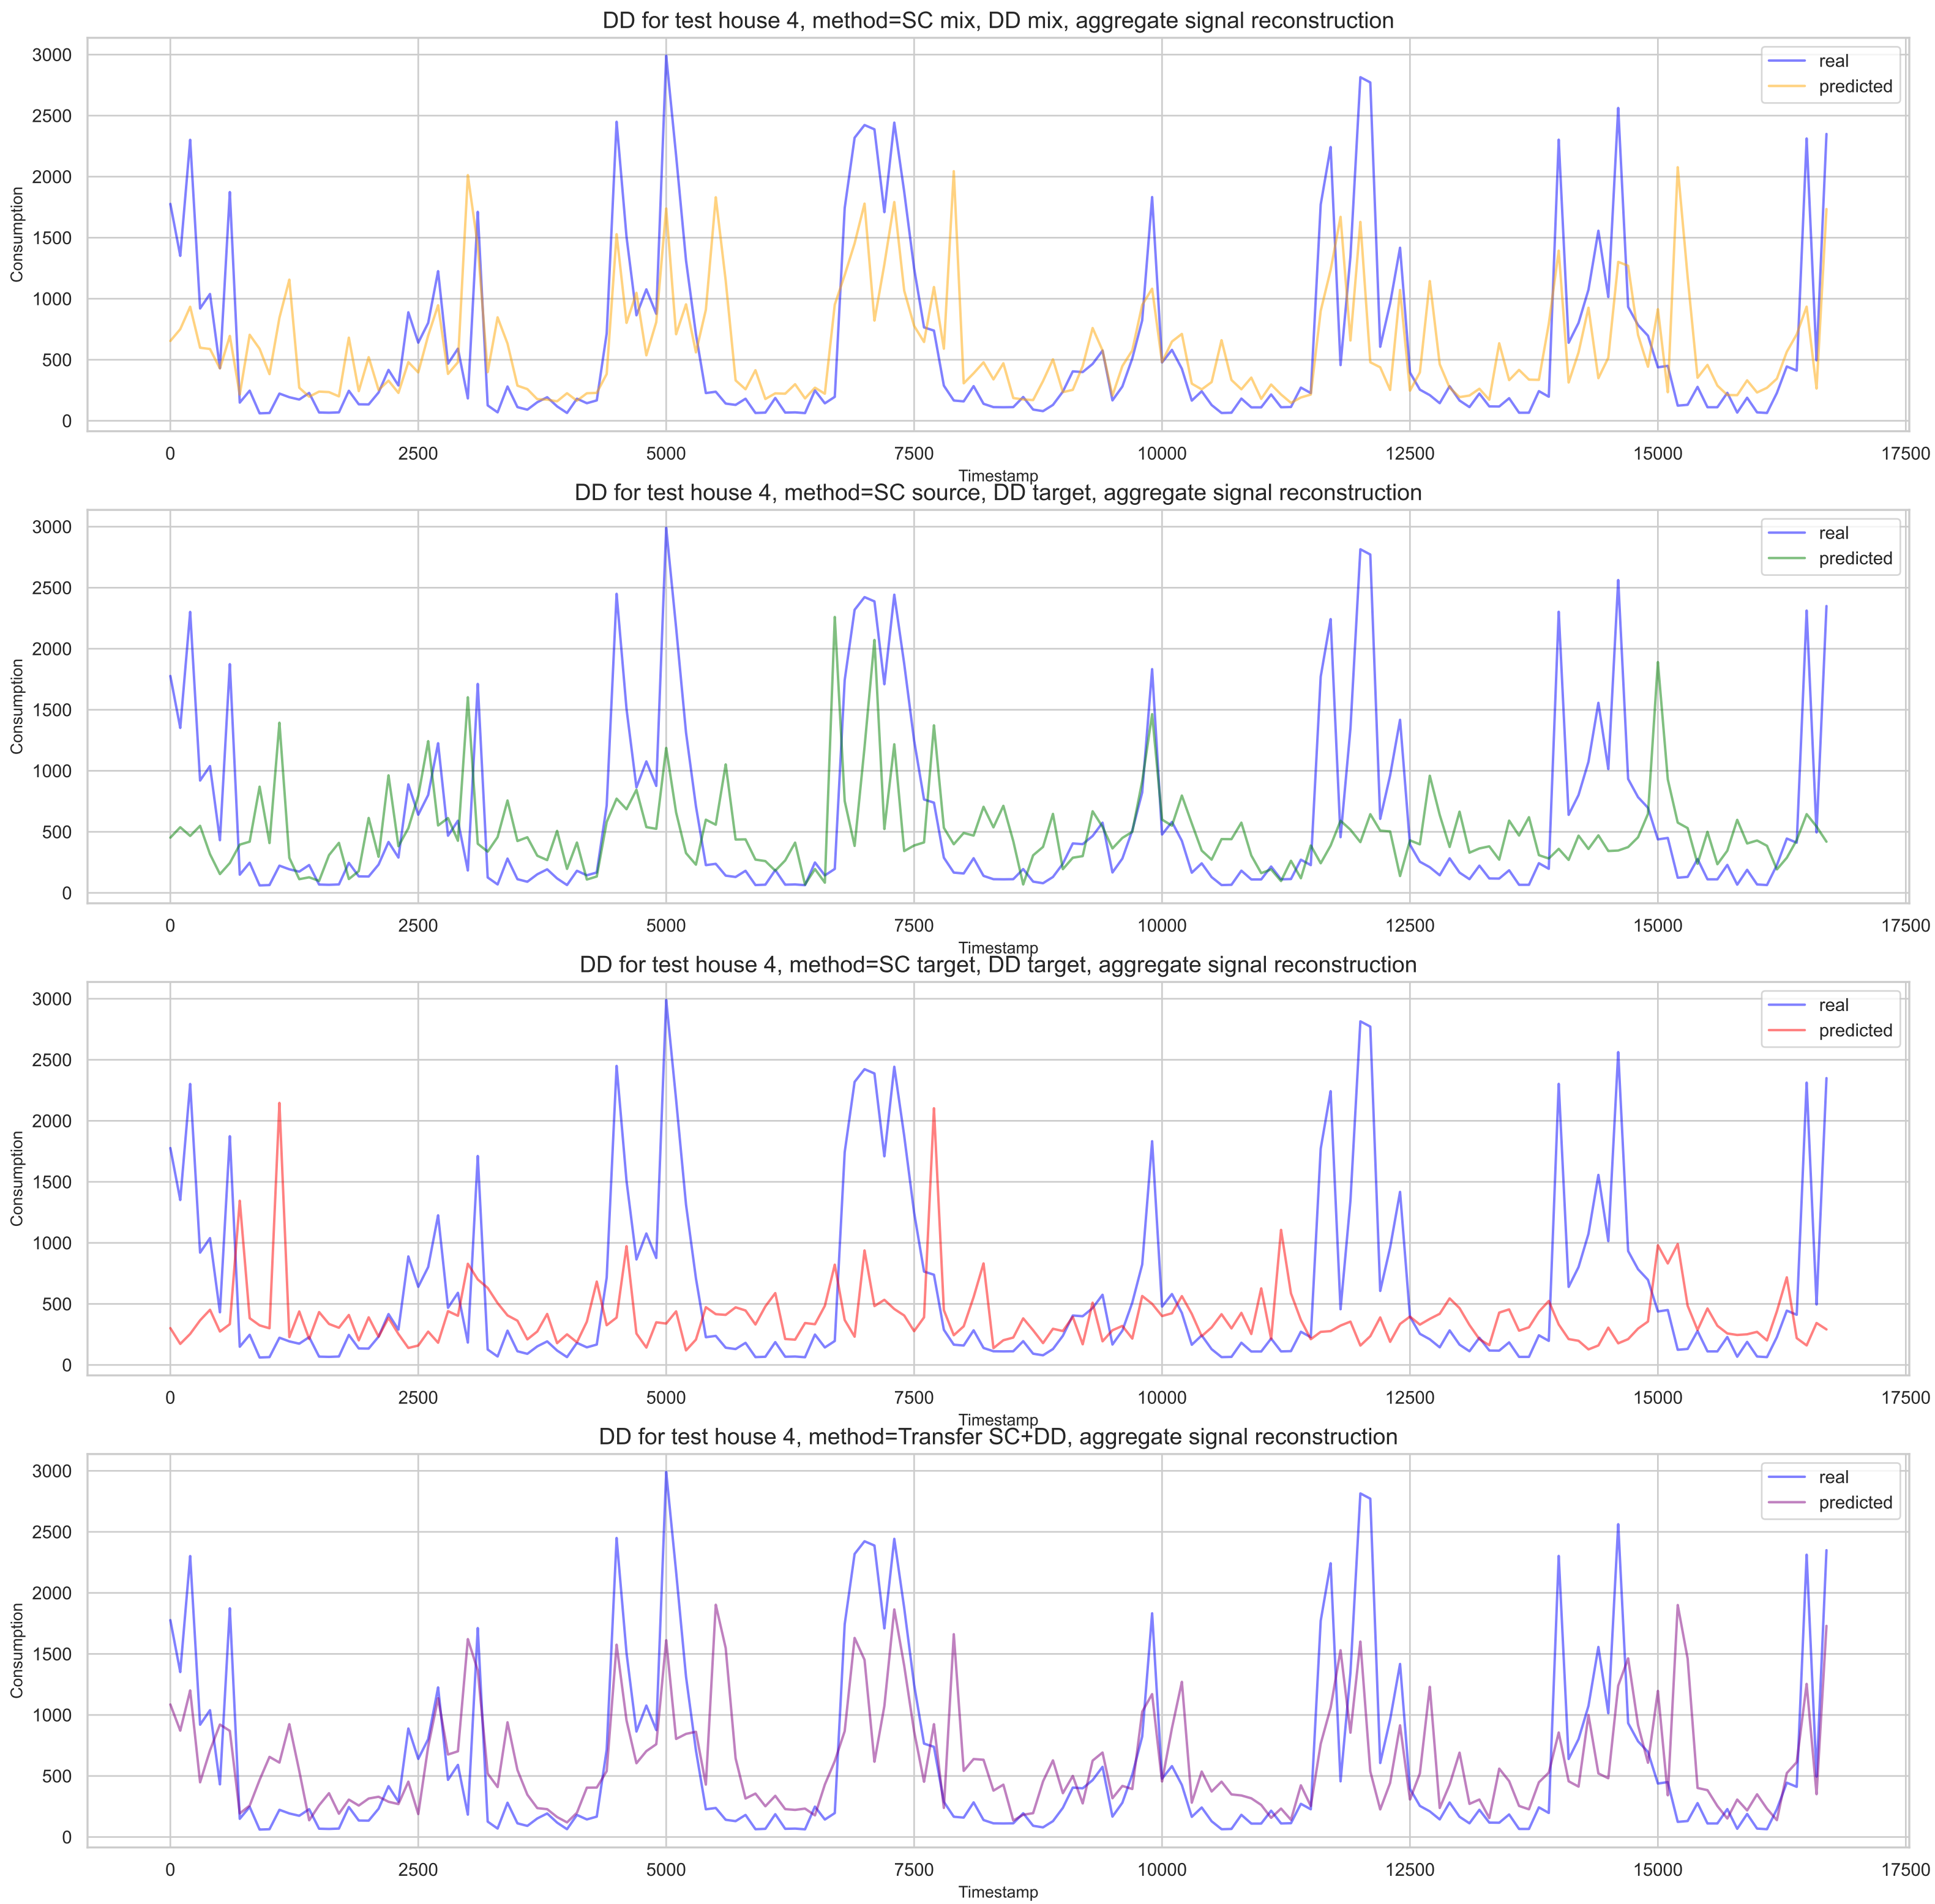 DD for test house 4, method=SC mix, DD mix, aggregate signal reconstruction
3000
2500
2000
1500
1000
500
0
Consumption
real
predicted
0 2500 5000 7500 10000 12500 15000 17500
Timestamp
DD for test house 4, method=SC source, DD target, aggregate signal reconstruction
3000
2500
2000
1500
1000
500
0
Consumption
real
predicted
0 2500 5000 7500 10000 12500 15000 17500
Timestamp
DD for test house 4, method=SC target, DD target, aggregate signal reconstruction
3000
2500
2000
1500
1000
500
0
Consumption
real
predicted
0 2500 5000 7500 10000 12500 15000 17500
Timestamp
DD for test house 4, method=Transfer SC+DD, aggregate signal reconstruction
3000
2500
2000
1500
1000
500
0
Consumption
real
predicted
0 2500 5000 7500 10000 12500 15000 17500
Timestamp